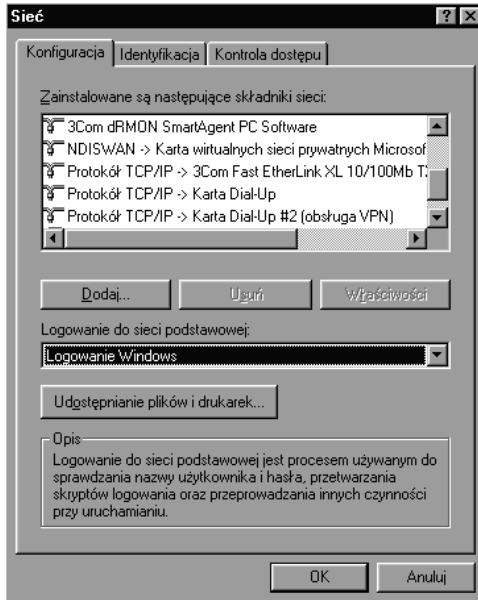 Sieć
Konfiguracja Identyfikacja Kontrola dostępu
Zainstalowane są następujące składniki sieci:
3Com dRMON SmartAgent PC Software
NDISWAN -> Karta wirtualnych sieci prywatnych Microsof
Protokół TCP/IP -> 3Com Fast EtherLink XL 10/100Mb T
Protokół TCP/IP -> Karta Dial-Up
Protokół TCP/IP -> Karta Dial-Up #2 (obsługa VPN)
Dodaj... Usuń Właściwości
Logowanie do sieci podstawowej:
Logowanie Windows
Udostępnianie plików i drukarek...
Opis
Logowanie do sieci podstawowej jest procesem używanym do
sprawdzania nazwy użytkownika i hasła, przetwarzania
skryptów logowania oraz przeprowadzania innych czynności
przy uruchamianiu.
OK Anuluj